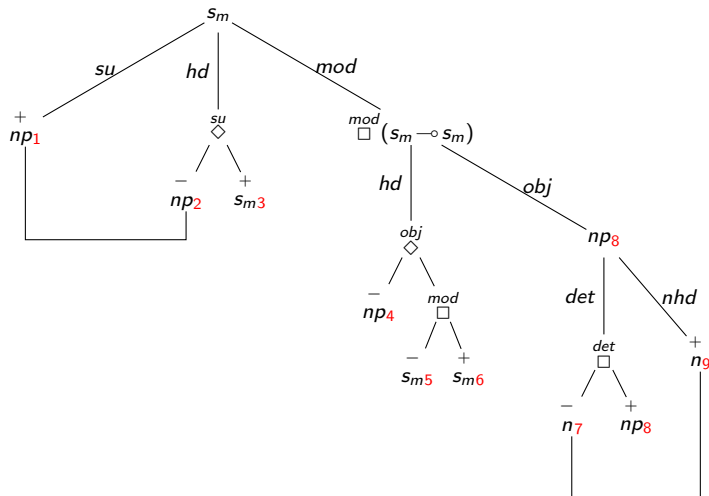 s_m
su hd mod
+ su mod
np1 ◇ □ (s_m ⊸ s_m)
− + hd obj
np2 s_m3
obj np8
◇
− mod det nhd
np4 □
− + det +
s_m5 s_m6 □ n9
− +
n7 np8